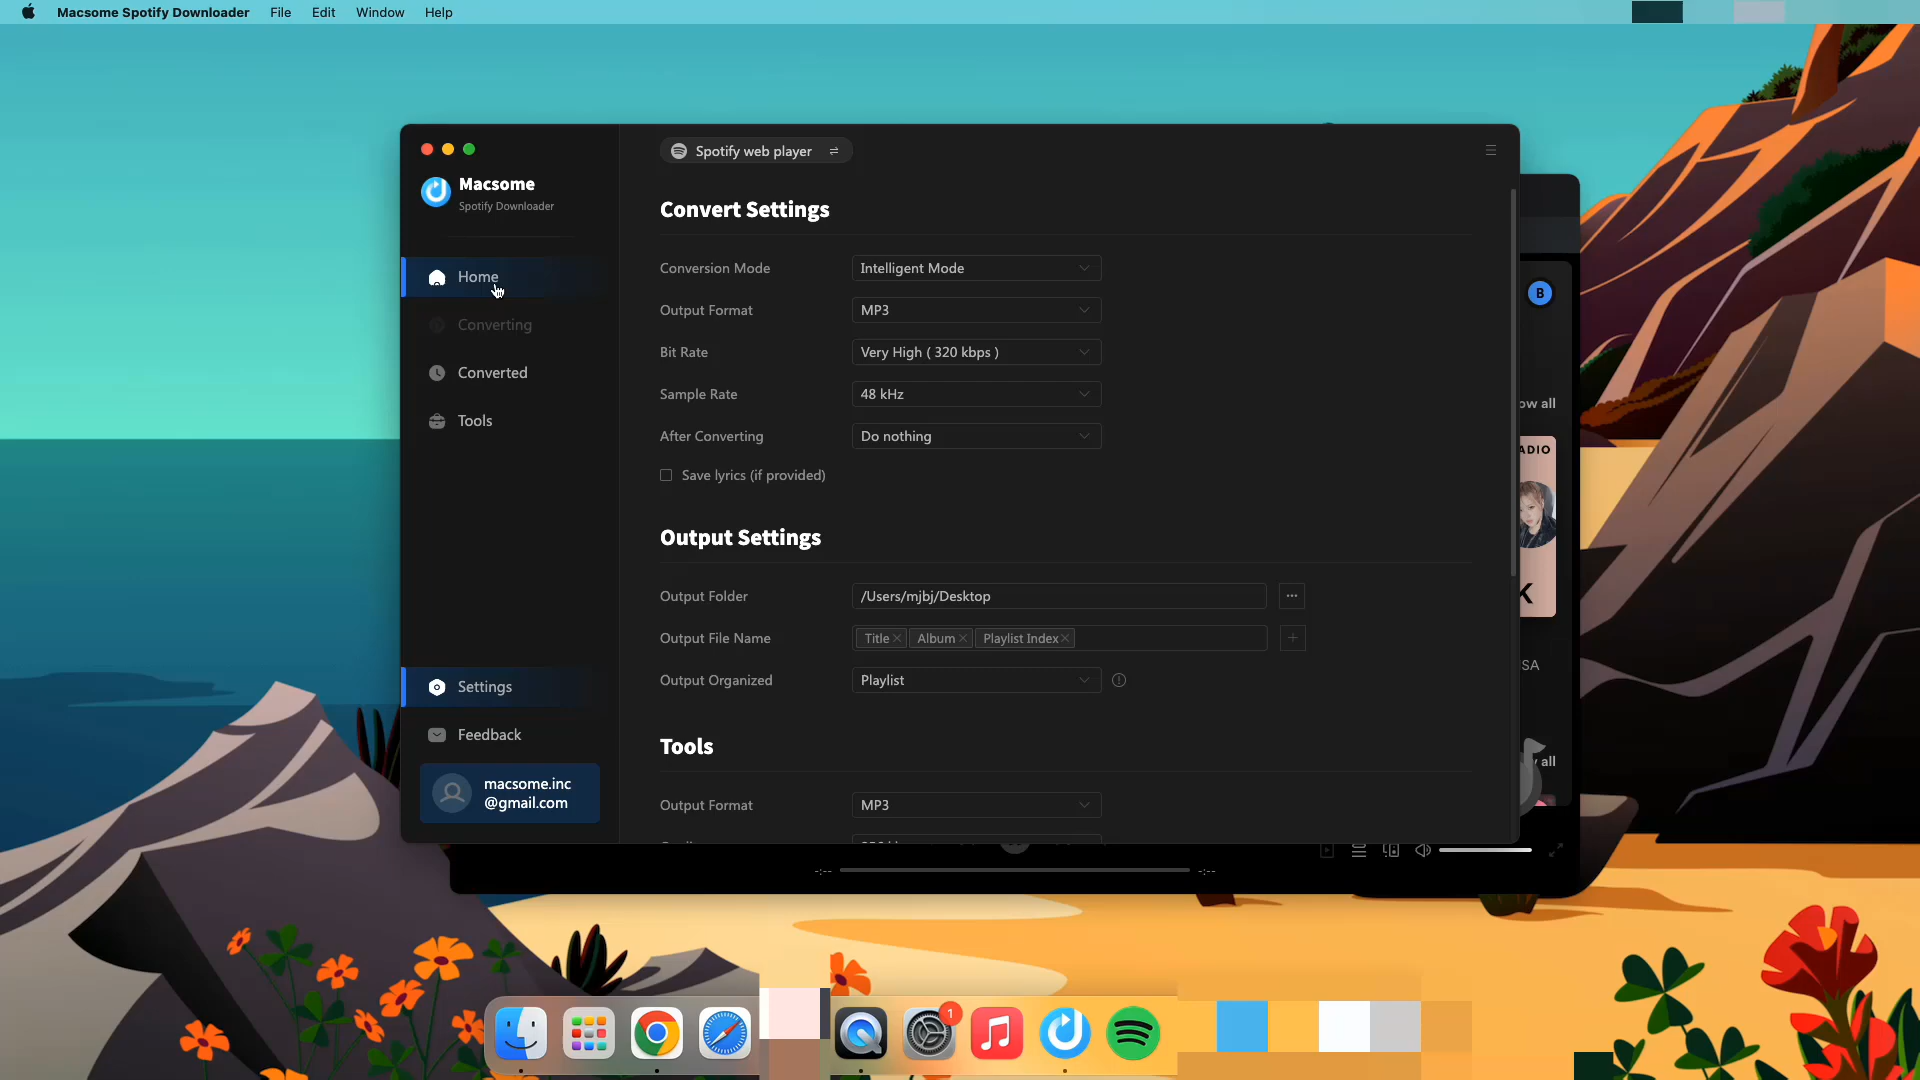 Macsome Spotify Downloader File Edit Window Help
Spotify web player
Macsome
Spotify Downloader
Home
Converting
Converted
Tools
Settings
Feedback
macsome.inc
@gmail.com
Convert Settings
Conversion Mode Intelligent Mode
Output Format MP3
Bit Rate Very High ( 320 kbps )
Sample Rate 48 kHz
After Converting Do nothing
Save lyrics (if provided)
Output Settings
Output Folder /Users/mjbj/Desktop ...
Output File Name Title Album Playlist Index
Output Organized Playlist
Tools
Output Format MP3
B
ow all
ADIO
K
SA
all
-:-- -:--
1